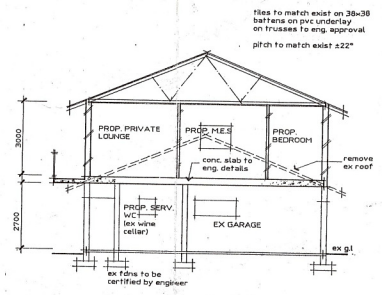 tiles to match exist on 38x38
battens on pvc underlay
on trusses to eng. approval
pitch to match exist ±22°
3000
PROP. PRIVATE
LOUNGE
PROP. M.E.S
PROP.
BEDROOM
conc. slab to
eng. details
remove
ex roof
2700
PROP. SERV.
WC
(ex wine
cellar)
EX GARAGE
ex g.l
ex fdns to be
certified by engineer